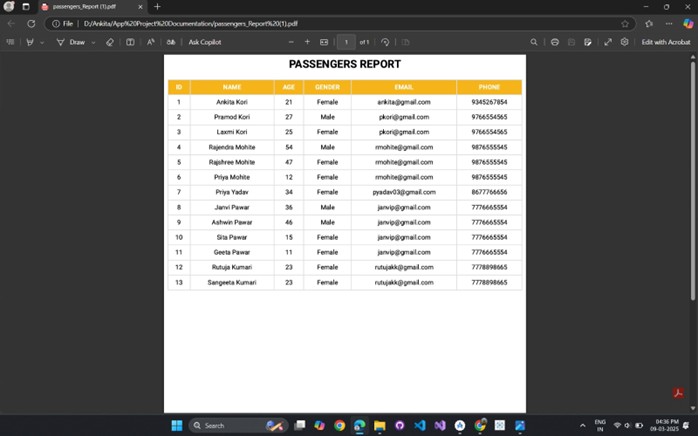 passengers_Report (1).pdf
File D:/Ankita/App%20Project%20Documentation/passengers_Report%20(1).pdf
Draw Ask Copilot 1 of 1 Edit with Acrobat
PASSENGERS REPORT
ID NAME AGE GENDER EMAIL PHONE
1 Ankita Kori 21 Female ankita@gmail.com 9345267854
2 Pramod Kori 27 Male pkori@gmail.com 9766554565
3 Laxmi Kori 25 Female pkori@gmail.com 9766554565
4 Rajendra Mohite 54 Male rmohite@gmail.com 9876555545
5 Rajshree Mohite 47 Female rmohite@gmail.com 9876555545
6 Priya Mohite 12 Female rmohite@gmail.com 9876555545
7 Priya Yadav 34 Female pyadav03@gmail.com 8677766656
8 Janvi Pawar 36 Male janvip@gmail.com 7776665554
9 Ashwin Pawar 46 Male janvip@gmail.com 7776665554
10 Sita Pawar 15 Female janvip@gmail.com 7776665554
11 Geeta Pawar 11 Female janvip@gmail.com 7776665554
12 Rutuja Kumari 23 Female rutujakk@gmail.com 7778898665
13 Sangeeta Kumari 23 Female rutujakk@gmail.com 7778898665
Search
ENG
IN
04:36 PM
09-03-2025